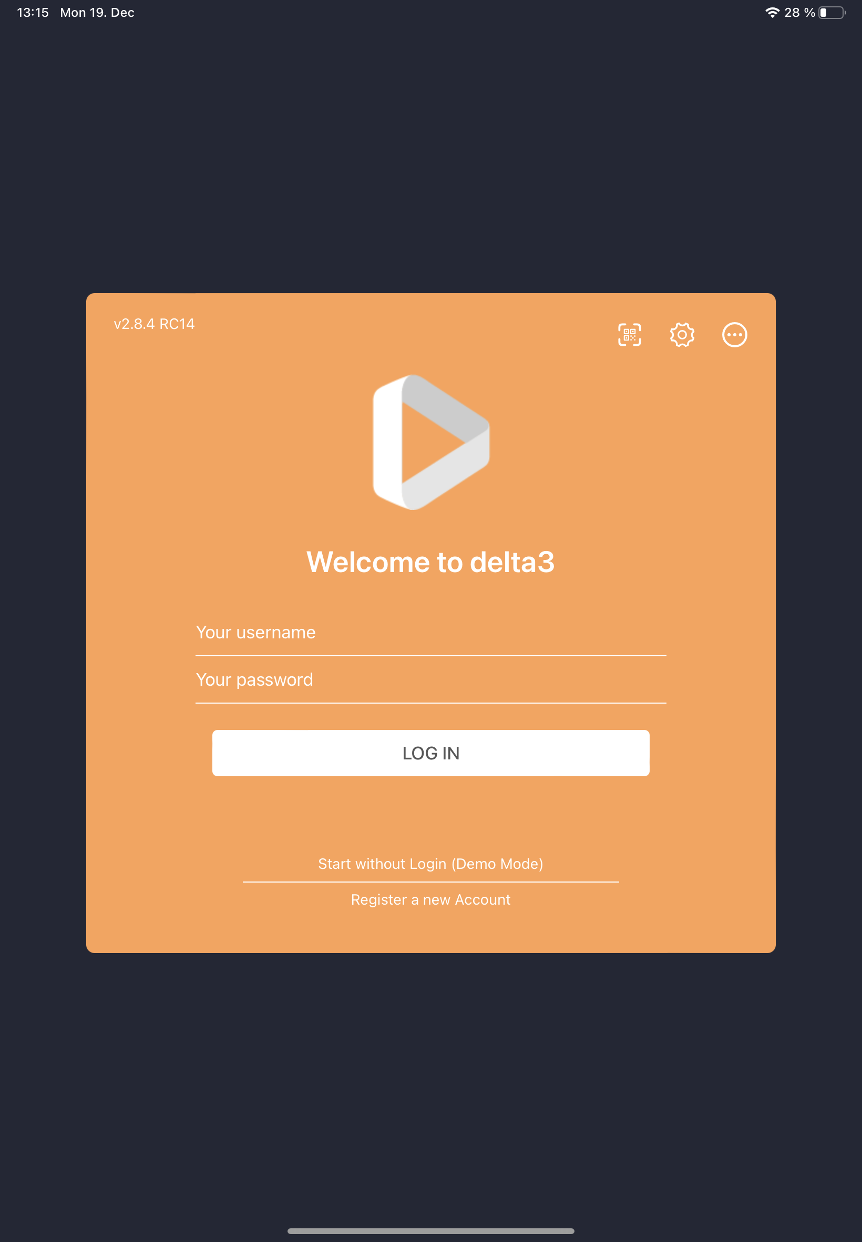 13:15 Mon 19. Dec 28 %
v2.8.4 RC14
Welcome to delta3
Your username
Your password
LOG IN
Start without Login (Demo Mode)
Register a new Account